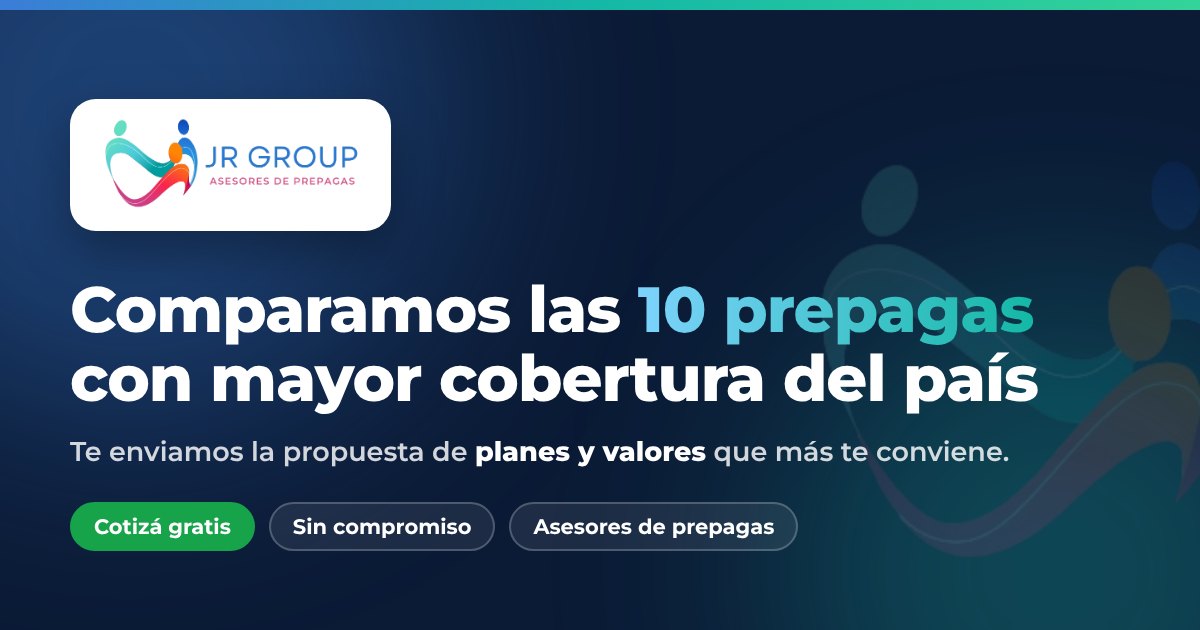 JR GROUP
ASESORES DE PREPAGAS
Comparamos las 10 prepagas
con mayor cobertura del país
Te enviamos la propuesta de planes y valores que más te conviene.
Cotizá gratis
Sin compromiso
Asesores de prepagas